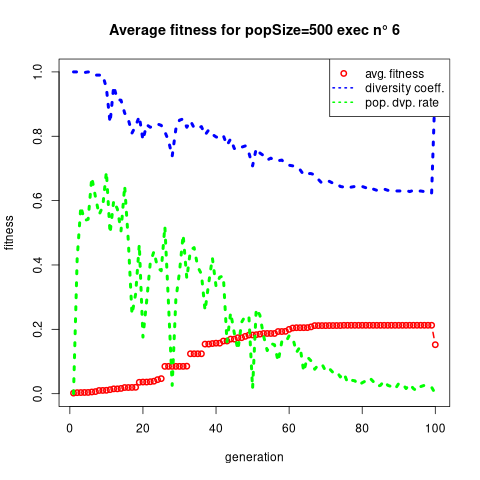 Average fitness for popSize=500 exec n° 6
avg. fitness
diversity coeff.
pop. dvp. rate
fitness
1.0
0.8
0.6
0.4
0.2
0.0
0 20 40 60 80 100
generation